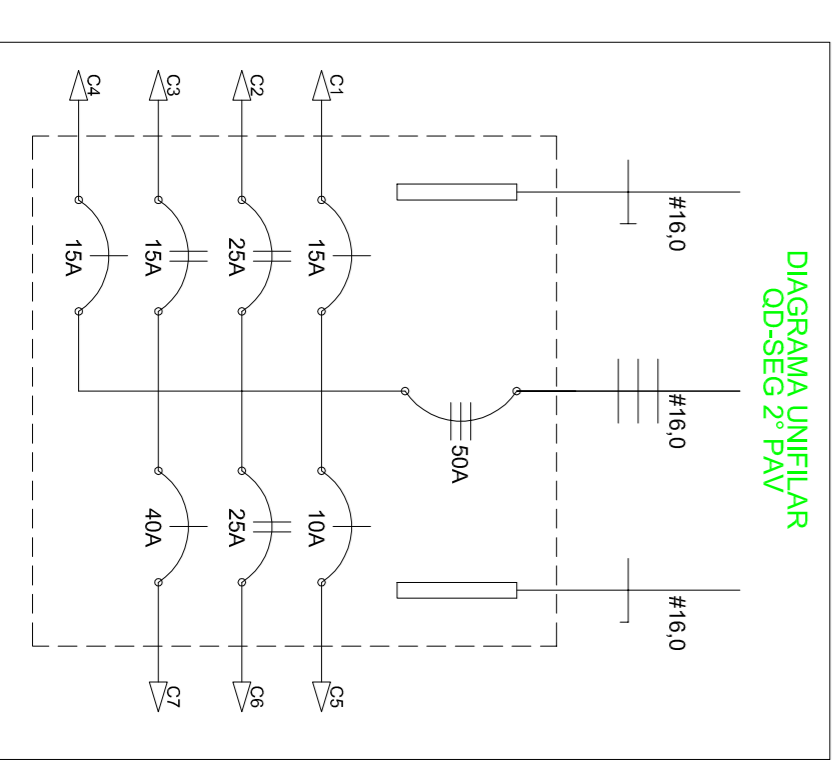 DIAGRAMA UNIFILAR
QD-SEG 2° PAV
#16,0
#16,0
#16,0
50A
C1
15A
10A
C5
C2
25A
25A
C6
C3
15A
40A
C7
C4
15A